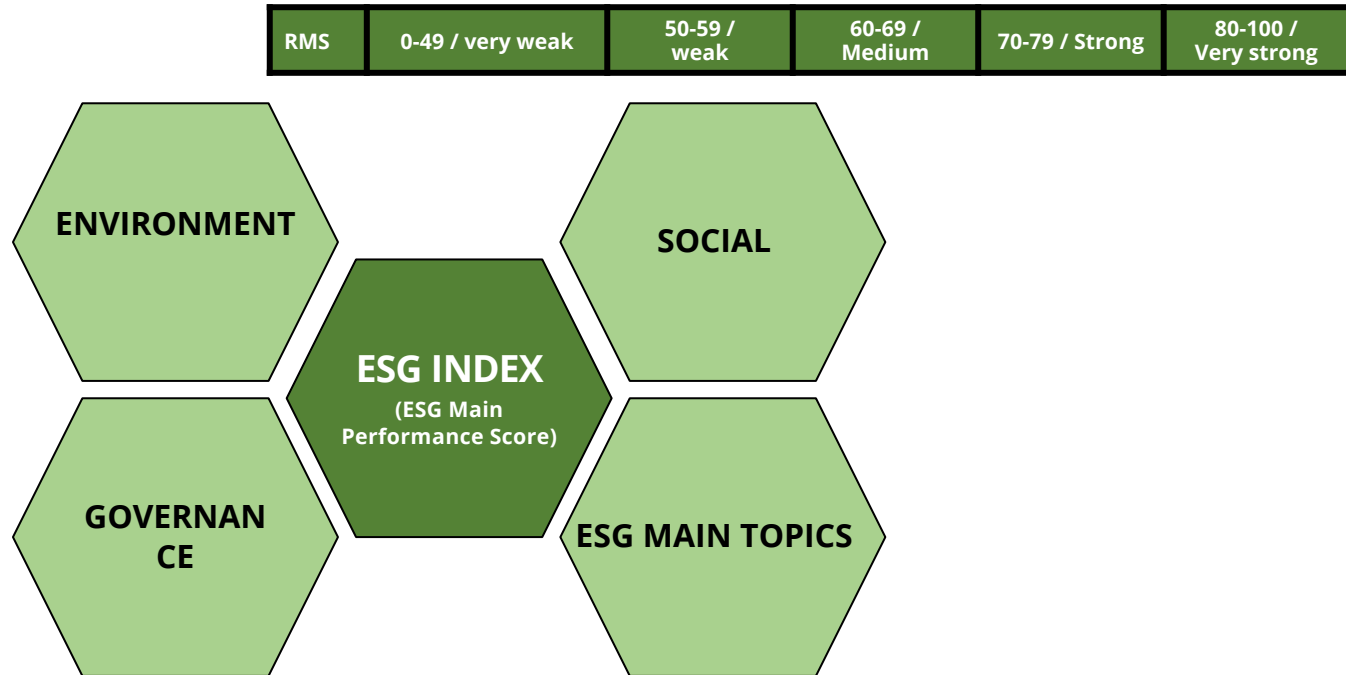 RMS
0-49 / very weak
50-59 /
weak
60-69 /
Medium
70-79 / Strong
80-100 /
Very strong
ENVIRONMENT
SOCIAL
ESG INDEX
(ESG Main
Performance Score)
GOVERNAN
CE
ESG MAIN TOPICS